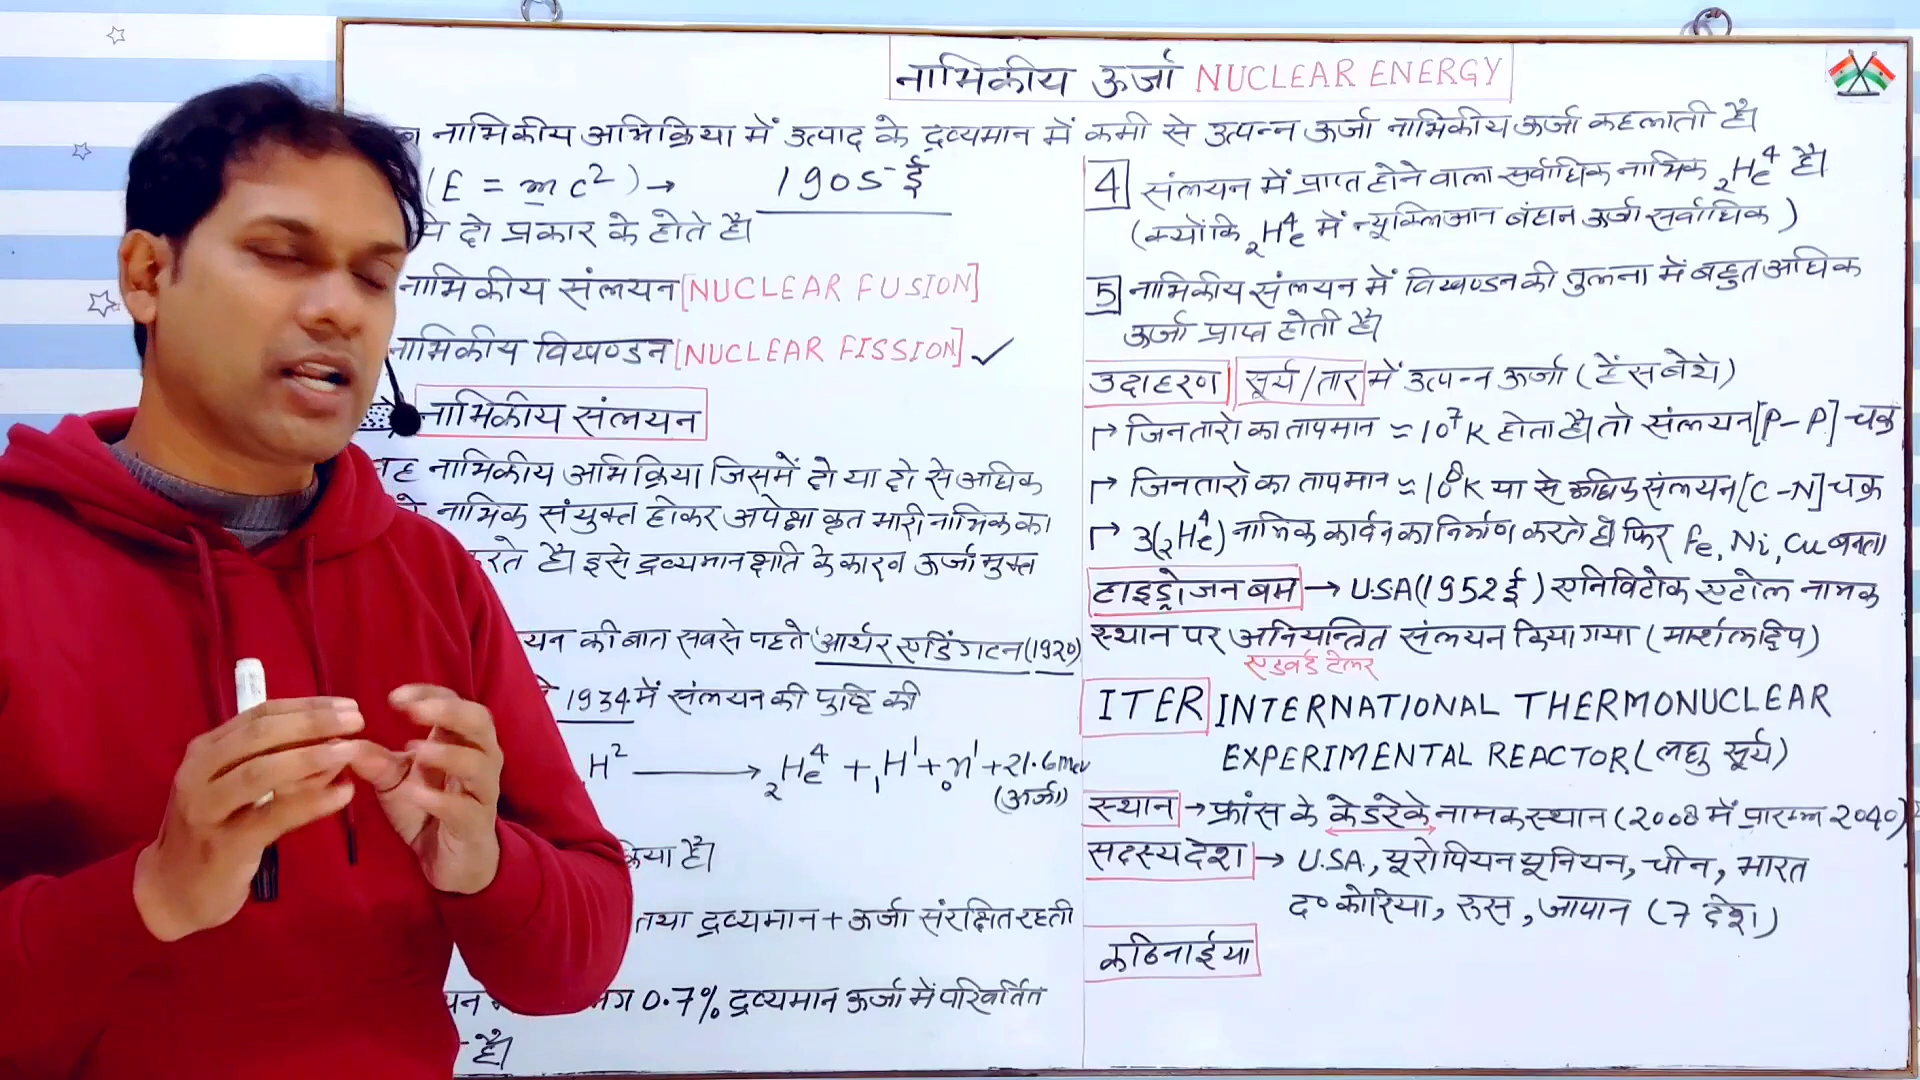 नाभिकीय ऊर्जा NUCLEAR ENERGY
नाभिकीय अभिक्रिया में उत्पाद के द्रव्यमान में कमी से उत्पन्न ऊर्जा नाभिकीय ऊर्जा कहलाती है।
(E = mc²) → 1905 ई
ये दो प्रकार के होते है।
नाभिकीय संलयन [NUCLEAR FUSION]
नाभिकीय विखण्डन [NUCLEAR FISSION] ✓
नाभिकीय संलयन
नाभिकीय अभिक्रिया जिसमें दो या दो से अधिक
नाभिक संयुक्त होकर अपेक्षाकृत भारी नाभिक का
करते है। इसे द्रव्यमान क्षति के कारण ऊर्जा मुक्त
की बात सबसे पहले आर्थर एडिंगटन (1920)
1934 में संलयन की पुष्टि की
H² → ₂He⁴ + ₁H¹ + ₀n¹ + 21.6 mev
(ऊर्जा)
है।
तथा द्रव्यमान + ऊर्जा संरक्षित रहती
0.7% द्रव्यमान ऊर्जा में परिवर्तित
है।
4 संलयन में प्राप्त होने वाला सर्वाधिक नाभिक ₂He⁴ है।
(क्योंकि ₂He⁴ में न्यूक्लिआन बंधन ऊर्जा सर्वाधिक)
5 नाभिकीय संलयन में विखण्डन की तुलना में बहुत अधिक
ऊर्जा प्राप्त होती है।
उदाहरण सूर्य/तार में उत्पन्न ऊर्जा (हेंस बेथे)
→ जिन तारो का तापमान ≈ 10⁷ K होता है। तो संलयन [P-P] चक्र
→ जिन तारो का तापमान ≈ 10⁸ K या से अधिक संलयन [C-N] चक्र
→ 3(₂He⁴) नाभिक कार्बन का निर्माण करते है। फिर Fe, Ni, Cu बनता
हाइड्रोजन बम → U.S.A (1952 ई) एनिविटोक एटोल नामक
स्थान पर अनियन्त्रित संलयन किया गया (मार्शल द्विप)
एडवर्ड टेलर
ITER INTERNATIONAL THERMONUCLEAR
EXPERIMENTAL REACTOR (लघु सूर्य)
स्थान → फ्रांस के केडरेके नामक स्थान (2008 में प्रारम्भ 2040)
सदस्य देश → U.S.A, यूरोपियन यूनियन, चीन, भारत
द० कोरिया, रूस, जापान (7 देश)
कठिनाईया